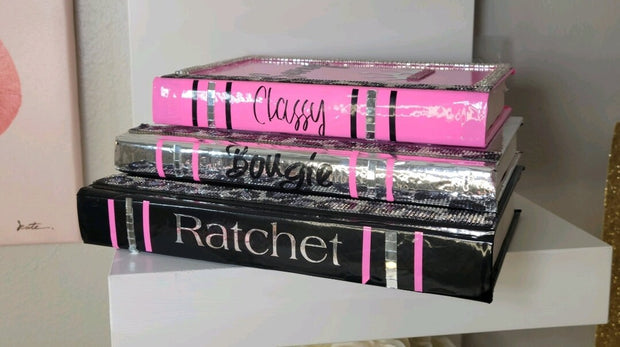 Classy
Bougie
Ratchet